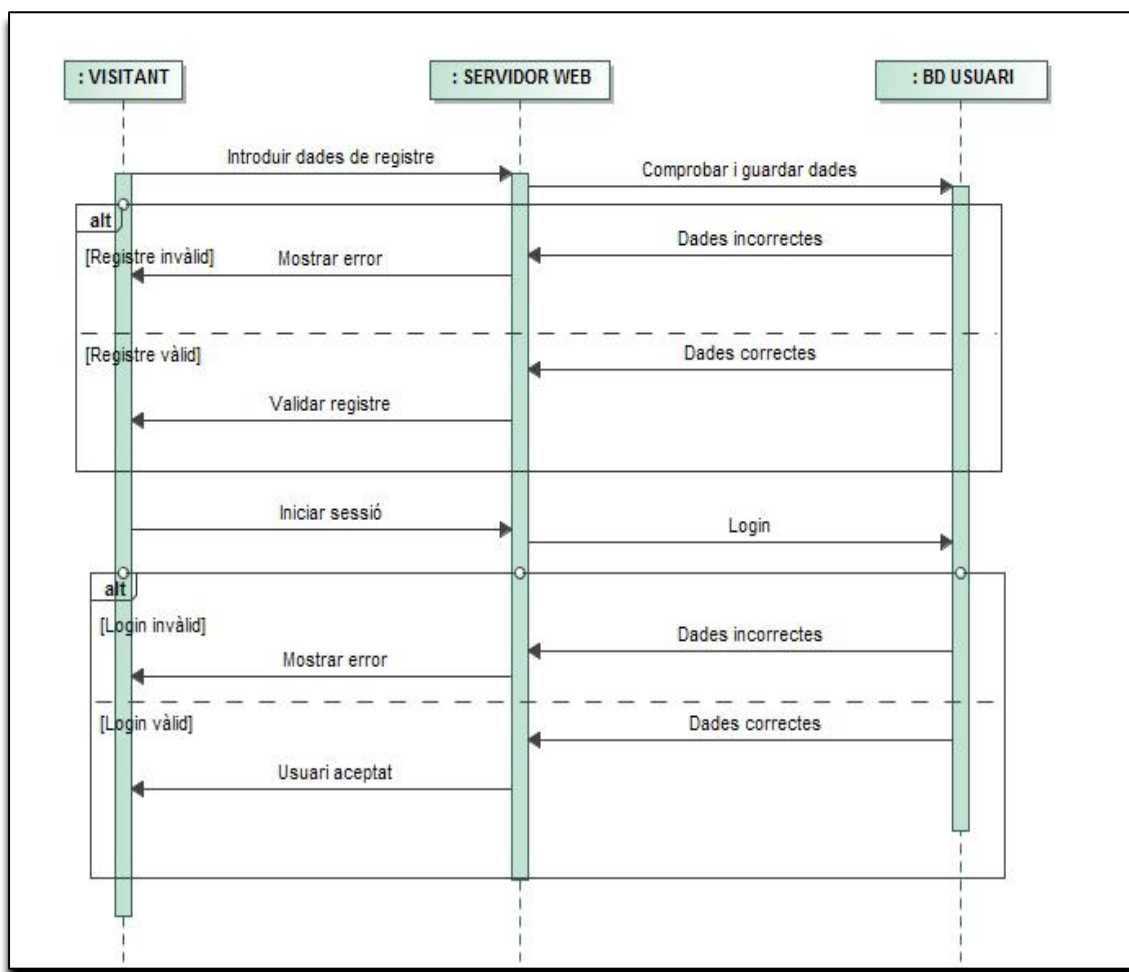 : VISITANT
: SERVIDOR WEB
: BD USUARI
Introduir dades de registre
Comprobar i guardar dades
alt
Dades incorrectes
[Registre invàlid]
Mostrar error
[Registre vàlid]
Dades correctes
Validar registre
Iniciar sessió
Login
alt
[Login invàlid]
Dades incorrectes
Mostrar error
[Login vàlid]
Dades correctes
Usuari aceptat